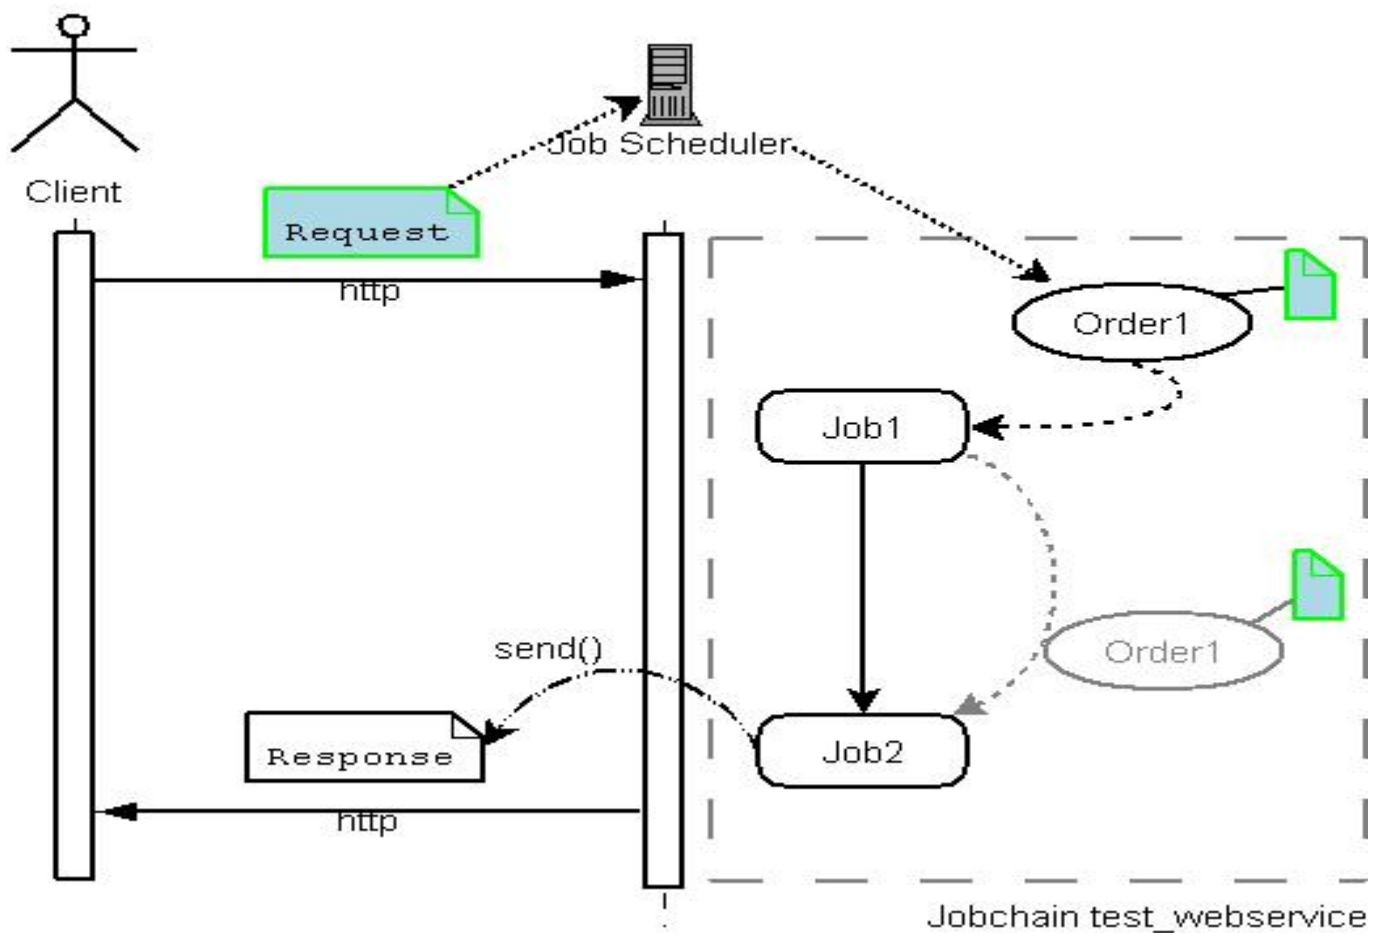 Job Scheduler
Client
Request
http
Order1
Job1
send()
Order1
Response
Job2
http
Jobchain test_webservice